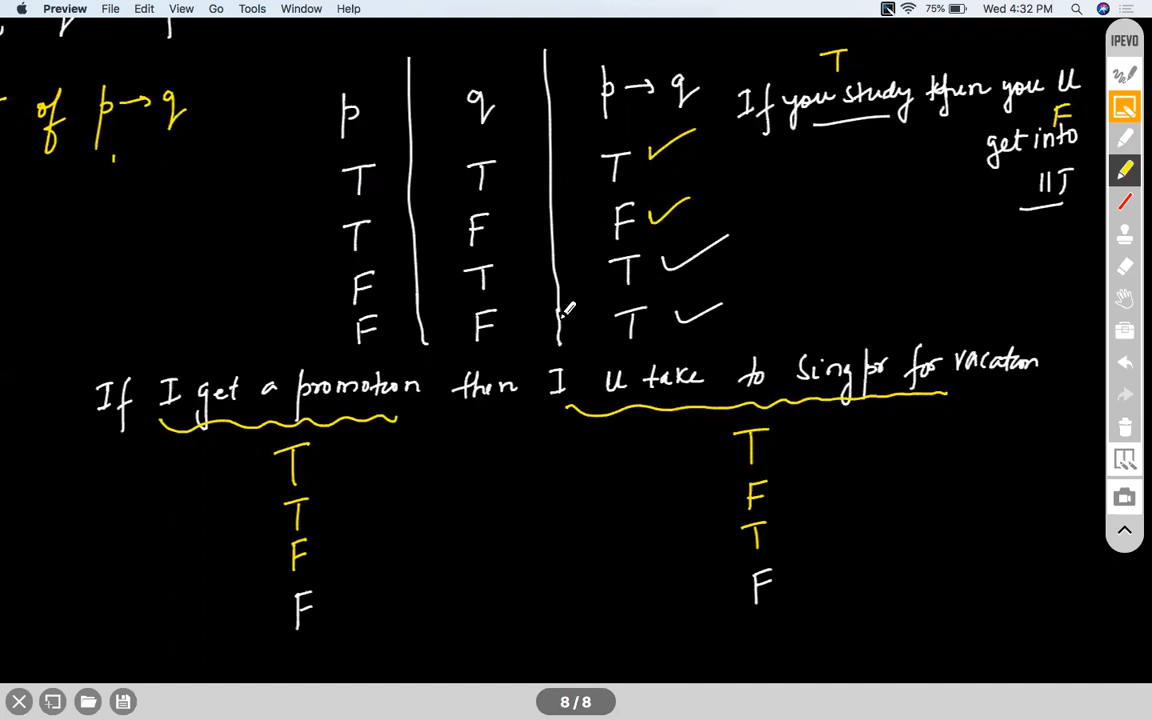 Preview File Edit View Go Tools Window Help 75% Wed 4:32 PM
IPEVO
of p → q
p q p → q
T T T
T F F
F T T
F F T
T
If you study then you ll
F
get into
IIT
If I get a promotion then I ll take to singpr for vacation
T T
T F
F T
F F
8 / 8